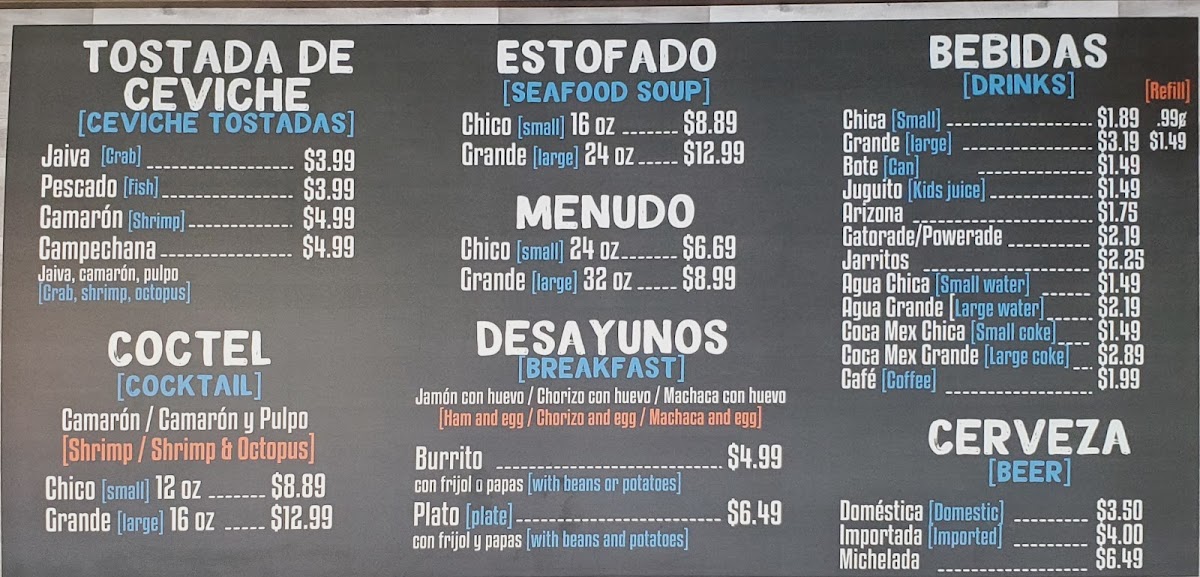 TOSTADA DE
CEVICHE
[CEVICHE TOSTADAS]
Jaiva [Crab] $3.99
Pescado [Fish] $3.99
Camarón [Shrimp] $4.99
Campechana $4.99
Jaiva, camarón, pulpo
[Crab, shrimp, octopus]
COCTEL
[COCKTAIL]
Camarón / Camarón y Pulpo
[Shrimp / Shrimp & Octopus]
Chico [small] 12 oz $8.89
Grande [large] 16 oz $12.99
ESTOFADO
[SEAFOOD SOUP]
Chico [small] 16 oz $8.89
Grande [large] 24 oz $12.99
MENUDO
Chico [small] 24 oz $6.69
Grande [large] 32 oz $8.99
DESAYUNOS
[BREAKFAST]
Jamón con huevo / Chorizo con huevo / Machaca con huevo
[Ham and egg / Chorizo and egg / Machaca and egg]
Burrito $4.99
con frijol o papas [with beans or potatoes]
Plato [plate] $6.49
con frijol y papas [with beans and potatoes]
BEBIDAS
[DRINKS]
[Refill]
Chica [Small] $1.89 .99¢
Grande [large] $3.19 $1.49
Bote [Can] $1.49
Juguito [Kids juice] $1.49
Arizona $1.75
Gatorade/Powerade $2.19
Jarritos $2.25
Agua Chica [Small water] $1.49
Agua Grande [Large water] $2.19
Coca Mex Chica [Small coke] $1.49
Coca Mex Grande [Large coke] $2.89
Café [Coffee] $1.99
CERVEZA
[BEER]
Doméstica [Domestic] $3.50
Importada [Imported] $4.00
Michelada $6.49